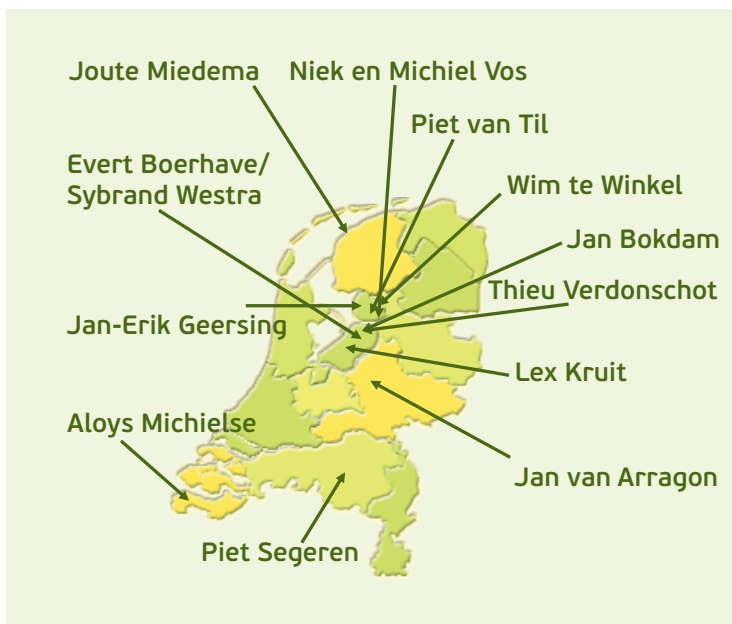 Joute Miedema
Niek en Michiel Vos
Piet van Til
Evert Boerhave/
Sybrand Westra
Wim te Winkel
Jan Bokdam
Thieu Verdonschot
Jan-Erik Geersing
Lex Kruit
Aloys Michielse
Jan van Arragon
Piet Segeren